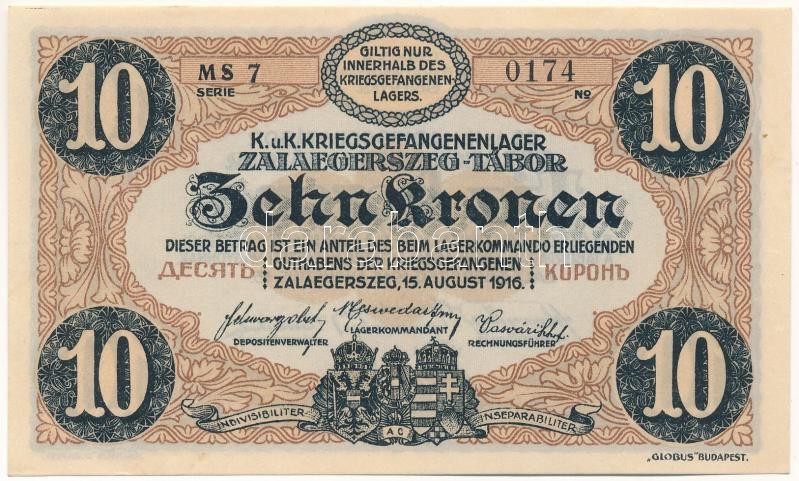 10
GILTIG NUR
INNERHALB DES
KRIEGSGEFANGENEN-
LAGERS.
10
MS 7
SERIE
0174
No
K.u.K. KRIEGSGEFANGENENLAGER
ZALAEGERSZEG-TÁBOR
Zehn Kronen
DIESER BETRAG IST EIN ANTEIL DES BEIM LAGERKOMMANDO ERLIEGENDEN
ДЕСЯТЬ GUTHABENS DER KRIEGSGEFANGENEN КОРОНЪ
ZALAEGERSZEG, 15. AUGUST 1916.
DEPOSITENVERWALTER
LAGERKOMMANDANT
RECHNUNGSFÜHRER
10
INDIVISIBILITER
AC
INSEPARABILITER
10
„GLOBUS" BUDAPEST.